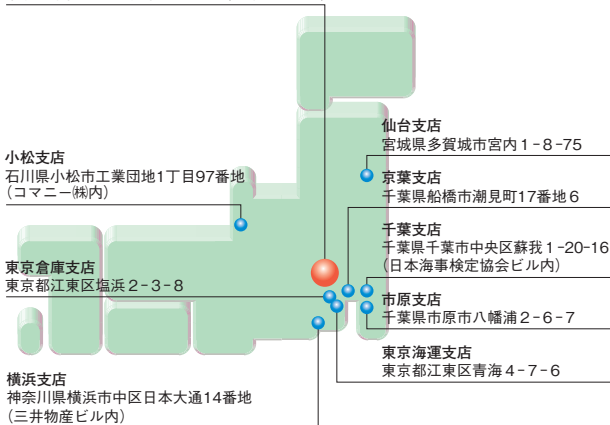 小松支店
石川県小松市工業団地1丁目97番地
（コマニー㈱内）
東京倉庫支店
東京都江東区塩浜2-3-8
横浜支店
神奈川県横浜市中区日本大通14番地
（三井物産ビル内）
仙台支店
宮城県多賀城市宮内1-8-75
京葉支店
千葉県船橋市潮見町17番地6
千葉支店
千葉県千葉市中央区蘇我1-20-16
（日本海事検定協会ビル内）
市原支店
千葉県市原市八幡浦2-6-7
東京海運支店
東京都江東区青海4-7-6